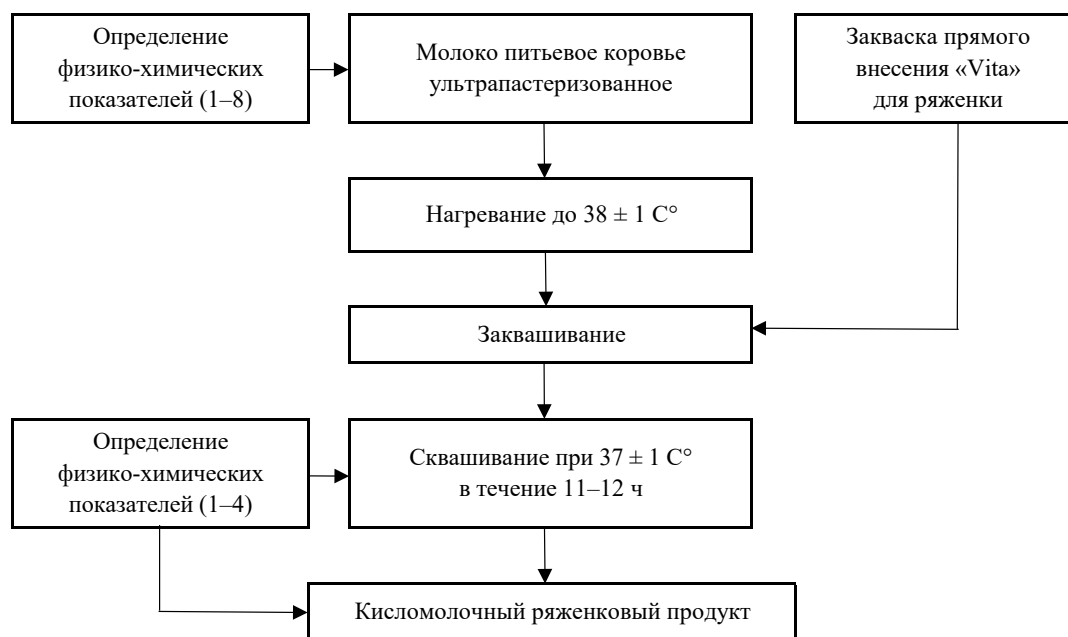 Определение
физико-химических
показателей (1–8)
Молоко питьевое коровье
ультрапастеризованное
Закваска прямого
внесения «Vita»
для ряженки
Нагревание до 38 ± 1 C°
Заквашивание
Определение
физико-химических
показателей (1–4)
Сквашивание при 37 ± 1 C°
в течение 11–12 ч
Кисломолочный ряженковый продукт